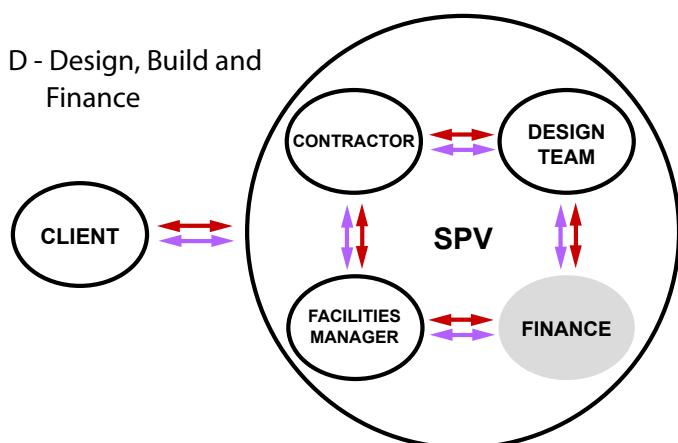 D - Design, Build and
Finance
CONTRACTOR
DESIGN
TEAM
CLIENT
SPV
FACILITIES
MANAGER
FINANCE